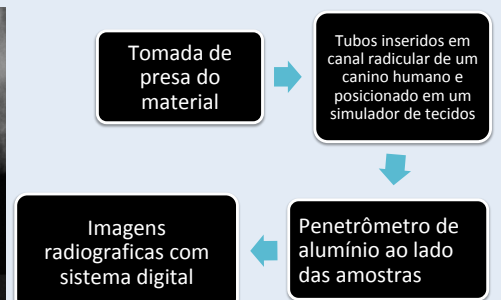 Tomada de
presa do
material
Tubos inseridos em
canal radicular de um
canino humano e
posicionado em um
simulador de tecidos
Penetrômetro de
alumínio ao lado
das amostras
Imagens
radiograficas com
sistema digital